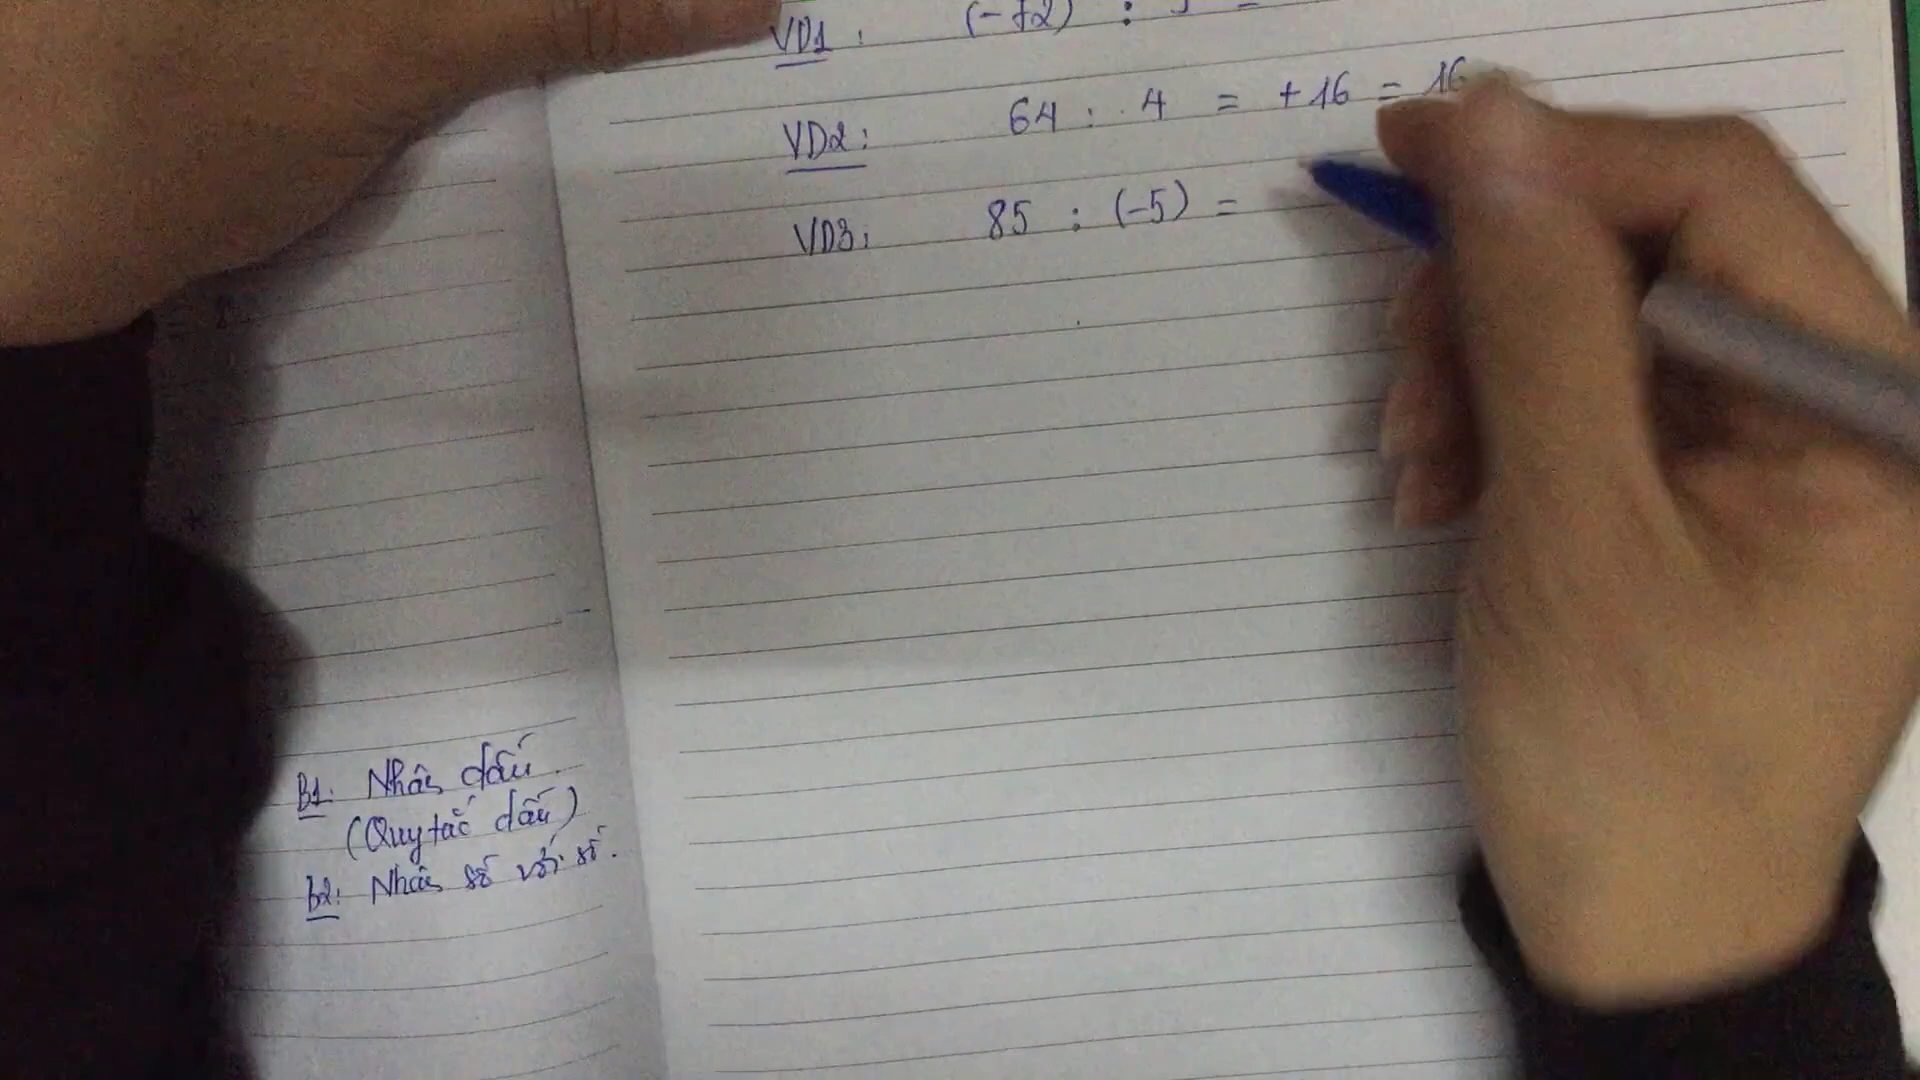 VD1: (-72) :
VD2: 64 : 4 = +16 = 16
VD3: 85 : (-5) =
B1: Nhân dấu
(Quy tắc dấu)
B2: Nhân số với số.